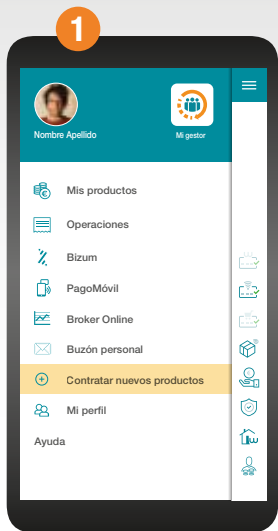 1
Nombre Apellido
Mi gestor
Mis productos
Operaciones
Bizum
PagoMóvil
Broker Online
Buzón personal
Contratar nuevos productos
Mi perfil
Ayuda